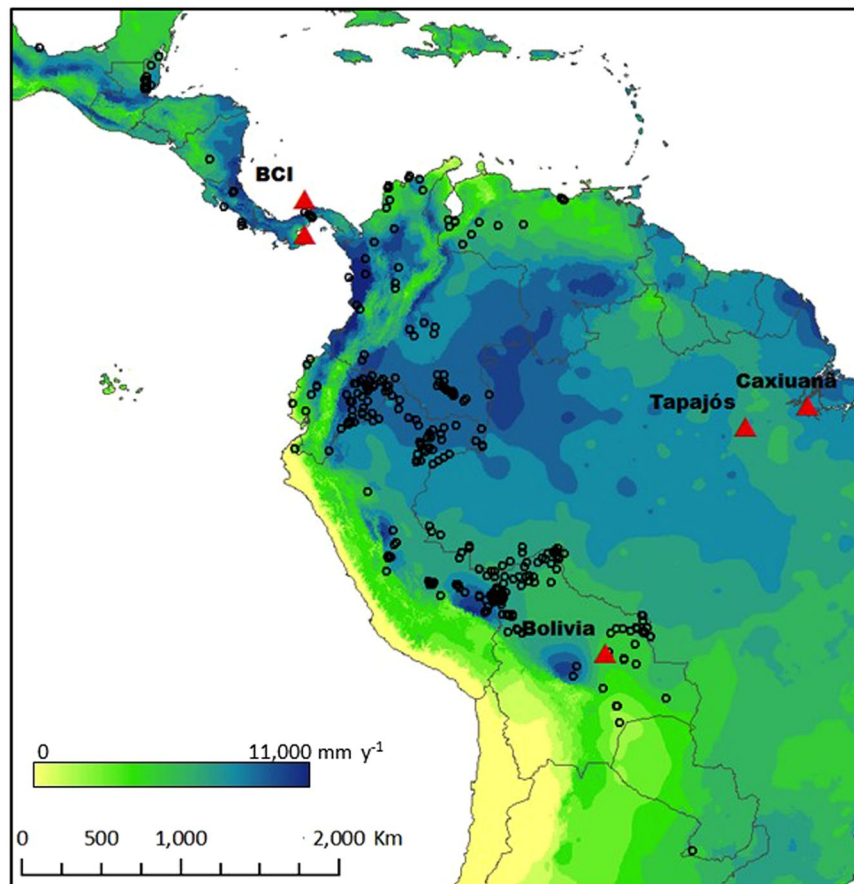 BCI
Caxiuanã
Tapajós
Bolivia
0 11,000 mm y-1
0 500 1,000 2,000 Km